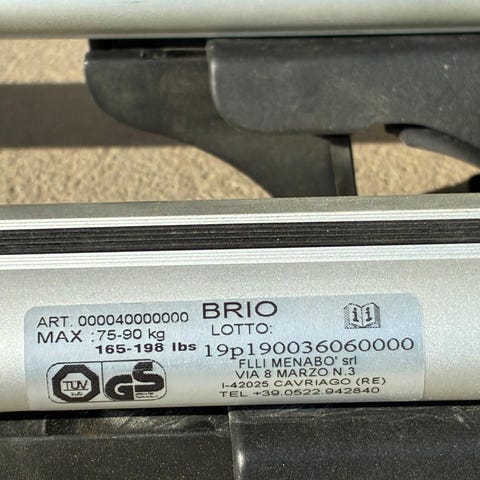 ART. 000040000000 BRIO
MAX :75-90 kg LOTTO:
165-198 lbs 19p190036060000
FLLI MENABO' srl
VIA 8 MARZO N.3
I-42025 CAVRIAGO (RE)
TEL +39.0522.942840
TÜV GS